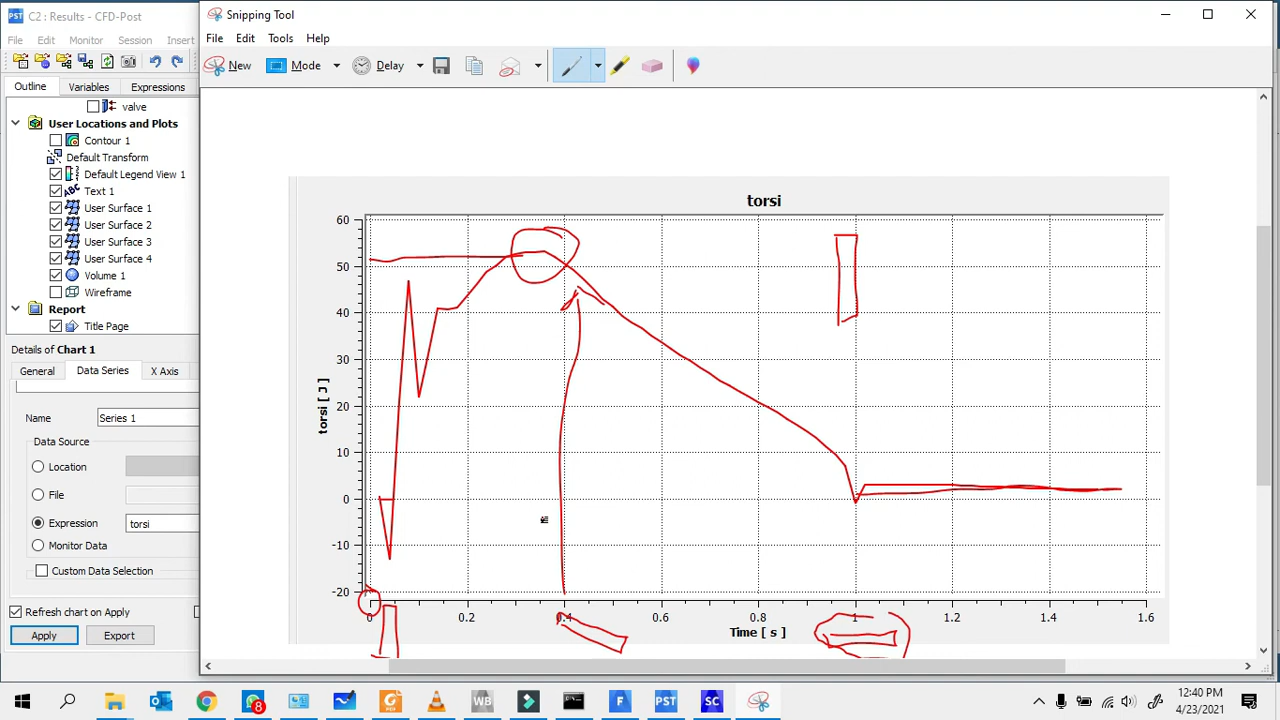 C2 : Results - CFD-Post
File Edit Monitor Session Insert
Outline Variables Expressions
valve
User Locations and Plots
Contour 1
Default Transform
Default Legend View 1
Text 1
User Surface 1
User Surface 2
User Surface 3
User Surface 4
Volume 1
Wireframe
Report
Title Page
Details of Chart 1
General Data Series X Axis
Name Series 1
Data Source
Location
File
Expression torsi
Monitor Data
Custom Data Selection
Refresh chart on Apply
Apply Export
Snipping Tool
File Edit Tools Help
New Mode Delay
torsi
60
50
40
30
20
10
0
-10
-20
torsi [ J ]
0 0.2 0.4 0.6 0.8 1 1.2 1.4 1.6
Time [ s ]
8 WB F PST SC
12:40 PM
4/23/2021